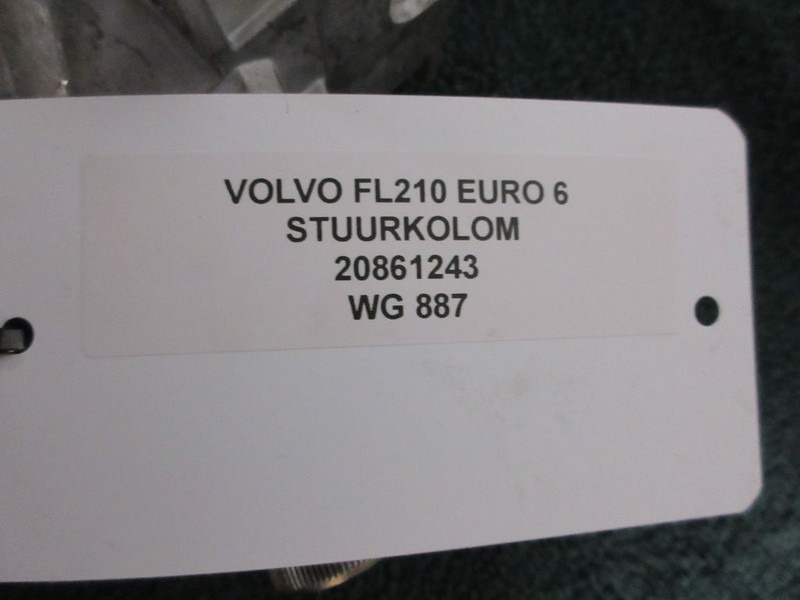 VOLVO FL210 EURO 6
STUURKOLOM
20861243
WG 887